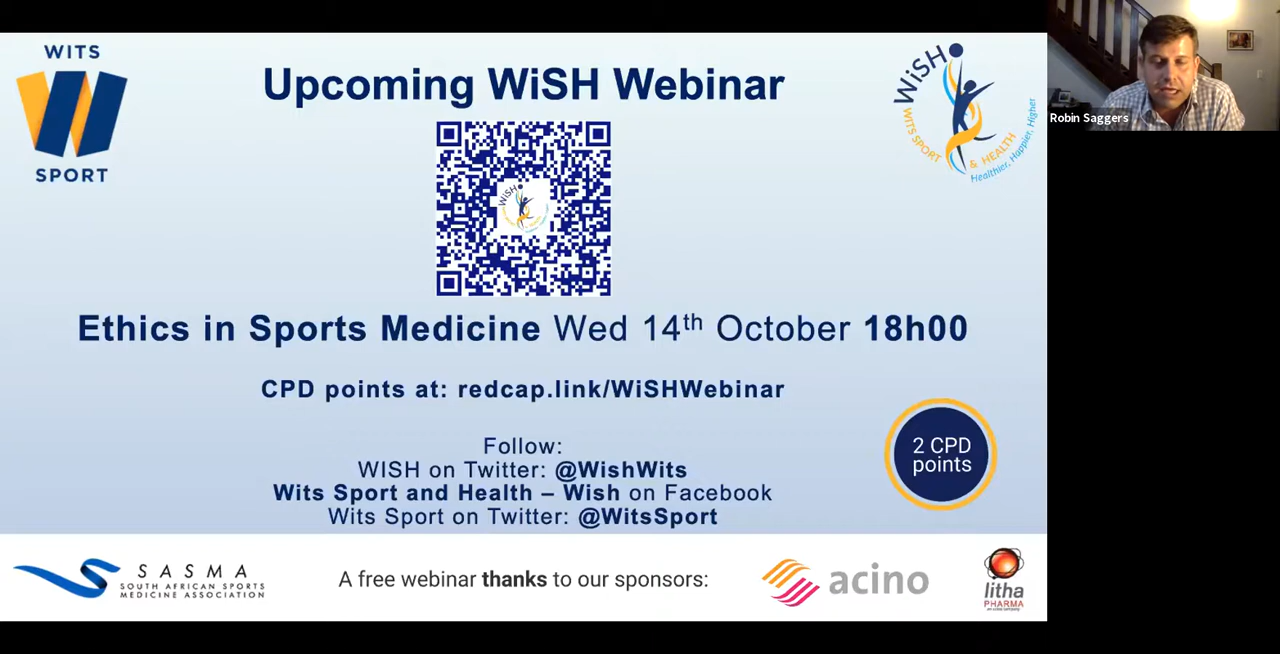 WITS
SPORT
Upcoming WiSH Webinar
WiSH
WITS SPORT & HEALTH
Healthier, Happier, Higher
Robin Saggers
WiSH
Ethics in Sports Medicine Wed 14th October 18h00
CPD points at: redcap.link/WiSHWebinar
2 CPD
points
Follow:
WISH on Twitter: @WishWits
Wits Sport and Health – Wish on Facebook
Wits Sport on Twitter: @WitsSport
SASMA
SOUTH AFRICAN SPORTS
MEDICINE ASSOCIATION
A free webinar thanks to our sponsors:
acino
litha
PHARMA